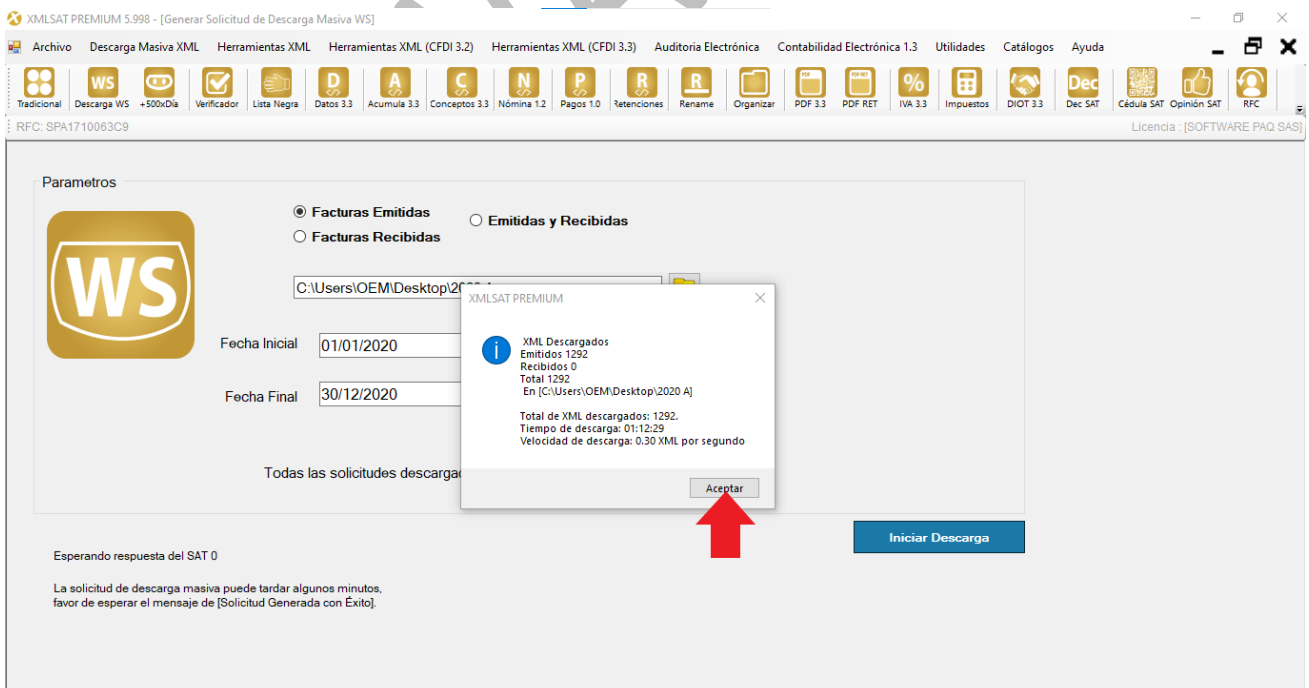 XMLSAT PREMIUM 5.998 - [Generar Solicitud de Descarga Masiva WS]
Archivo Descarga Masiva XML Herramientas XML Herramientas XML (CFDI 3.2) Herramientas XML (CFDI 3.3) Auditoria Electrónica Contabilidad Electrónica 1.3 Utilidades Catálogos Ayuda
WS D A C N P R R PDF PDF RET % Dec
Tradicional Descarga WS +500xDía Verificador Lista Negra Datos 3.3 Acumula 3.3 Conceptos 3.3 Nómina 1.2 Pagos 1.0 Retenciones Rename Organizar PDF 3.3 PDF RET IVA 3.3 Impuestos DIOT 3.3 Dec SAT Cédula SAT Opinión SAT RFC
RFC: SPA1710063C9 Licencia : [SOFTWARE PAQ SAS]
Parametros
WS
Facturas Emitidas
Emitidas y Recibidas
Facturas Recibidas
C:\Users\OEM\Desktop\
Fecha Inicial 01/01/2020
Fecha Final 30/12/2020
Todas las solicitudes
XMLSAT PREMIUM
XML Descargados
Emitidos 1292
Recibidos 0
Total 1292
En [C:\Users\OEM\Desktop\2020 A]
Total de XML descargados: 1292.
Tiempo de descarga: 01:12:29
Velocidad de descarga: 0.30 XML por segundo
Aceptar
Iniciar Descarga
Esperando respuesta del SAT 0
La solicitud de descarga masiva puede tardar algunos minutos,
favor de esperar el mensaje de [Solicitud Generada con Éxito].